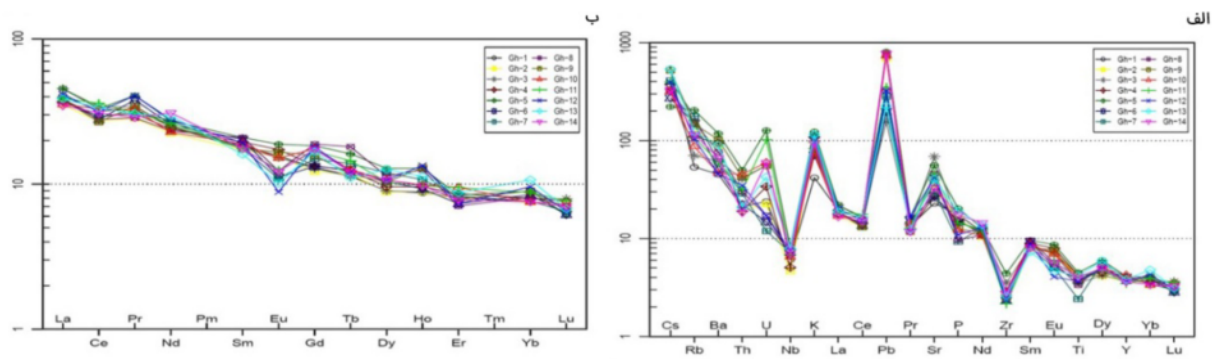 ب
100
10
1
Gh-1 Gh-8
Gh-2 Gh-9
Gh-3 Gh-10
Gh-4 Gh-11
Gh-5 Gh-12
Gh-6 Gh-13
Gh-7 Gh-14
La Pr Pm Eu Tb Ho Tm Lu
Ce Nd Sm Gd Dy Er Yb
الف
1000
100
10
1
Gh-1 Gh-8
Gh-2 Gh-9
Gh-3 Gh-10
Gh-4 Gh-11
Gh-5 Gh-12
Gh-6 Gh-13
Gh-7 Gh-14
Cs Ba U K Ce Pr P Zr Eu Dy Yb
Rb Th Nb La Pb Sr Nd Sm Ti Y Lu